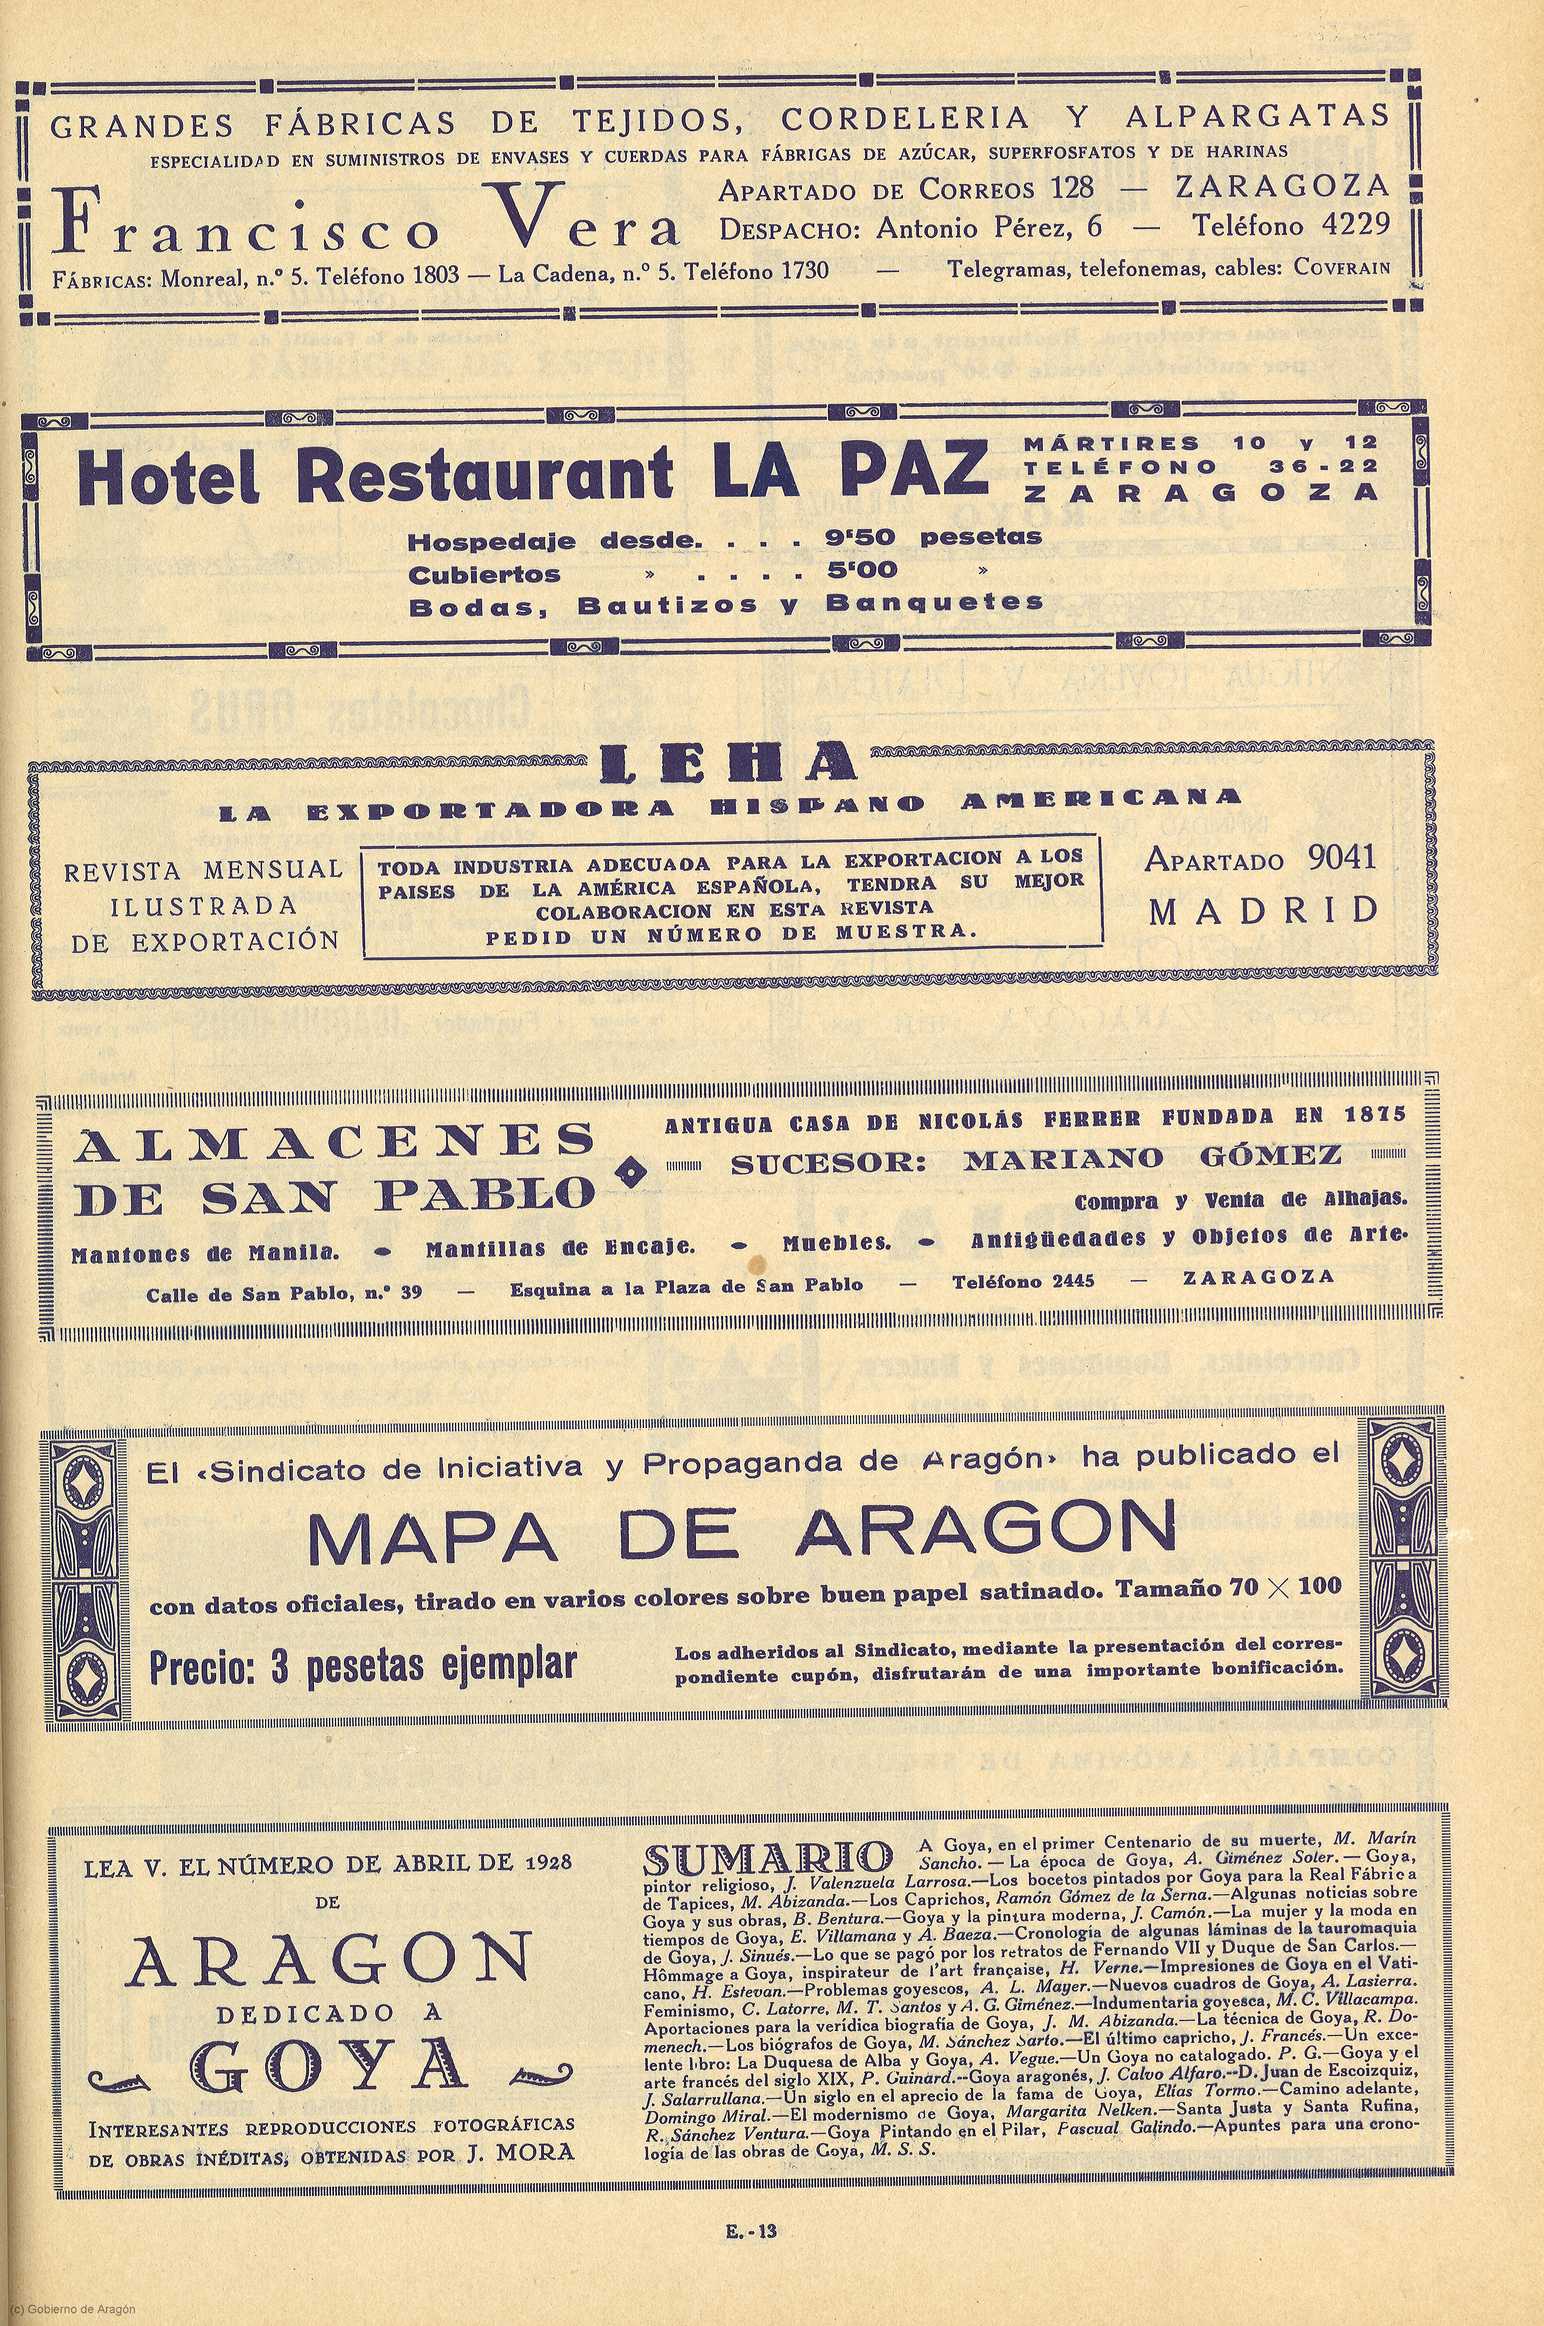 GRANDES FÁBRICAS DE TEJIDOS, CORDELERIA Y ALPARGATAS
ESPECIALIDAD EN SUMINISTROS DE ENVASES Y CUERDAS PARA FÁBRIGAS DE AZÚCAR, SUPERFOSFATOS Y DE HARINAS
Francisco Vera
APARTADO DE CORREOS 128 — ZARAGOZA
DESPACHO: Antonio Pérez, 6 — Teléfono 4229
FÁBRICAS: Monreal, n.º 5. Teléfono 1803 — La Cadena, n.º 5. Teléfono 1730 — Telegramas, telefonemas, cables: COVERAIN
Hotel Restaurant LA PAZ
MÁRTIRES 10 y 12
TELÉFONO 36-22
ZARAGOZA
Hospedaje desde. . . . 9'50 pesetas
Cubiertos » . . . . 5'00 »
Bodas, Bautizos y Banquetes
LEHA
LA EXPORTADORA HISPANO AMERICANA
REVISTA MENSUAL
ILUSTRADA
DE EXPORTACIÓN
TODA INDUSTRIA ADECUADA PARA LA EXPORTACION A LOS
PAISES DE LA AMÉRICA ESPAÑOLA, TENDRA SU MEJOR
COLABORACION EN ESTA REVISTA
PEDID UN NÚMERO DE MUESTRA.
APARTADO 9041
MADRID
ALMACENES
DE SAN PABLO
ANTIGUA CASA DE NICOLÁS FERRER FUNDADA EN 1875
SUCESOR: MARIANO GÓMEZ
Compra y Venta de Alhajas.
Mantones de Manila. • Mantillas de Encaje. • Muebles. • Antigüedades y Objetos de Arte.
Calle de San Pablo, n.º 39 — Esquina a la Plaza de San Pablo — Teléfono 2445 — ZARAGOZA
El «Sindicato de Iniciativa y Propaganda de Aragón» ha publicado el
MAPA DE ARAGON
con datos oficiales, tirado en varios colores sobre buen papel satinado. Tamaño 70 × 100
Precio: 3 pesetas ejemplar
Los adheridos al Sindicato, mediante la presentación del corres-
pondiente cupón, disfrutarán de una importante bonificación.
LEA V. EL NÚMERO DE ABRIL DE 1928
DE
ARAGON
DEDICADO A
GOYA
INTERESANTES REPRODUCCIONES FOTOGRÁFICAS
DE OBRAS INÉDITAS, OBTENIDAS POR J. MORA
SUMARIO A Goya, en el primer Centenario de su muerte, M. Marín
Sancho. — La época de Goya, A. Giménez Soler. — Goya,
pintor religioso, J. Valenzuela Larrosa.—Los bocetos pintados por Goya para la Real Fábrica
de Tapices, M. Abizanda.—Los Caprichos, Ramón Gómez de la Serna.—Algunas noticias sobre
Goya y sus obras, B. Bentura.—Goya y la pintura moderna, J. Camón.—La mujer y la moda en
tiempos de Goya, E. Villamana y A. Baeza.—Cronología de algunas láminas de la tauromaquia
de Goya, J. Sinués.—Lo que se pagó por los retratos de Fernando VII y Duque de San Carlos.—
Hômmage a Goya, inspirateur de l'art française, H. Verne.—Impresiones de Goya en el Vati-
cano, H. Estevan.—Problemas goyescos, A. L. Mayer.—Nuevos cuadros de Goya, A. Lasierra.
Feminismo, C. Latorre, M. T. Santos y A. G. Giménez.—Indumentaria goyesca, M. C. Villacampa.
Aportaciones para la verídica biografía de Goya, J. M. Abizanda.—La técnica de Goya, R. Do-
menech.—Los biógrafos de Goya, M. Sánchez Sarto.—El último capricho, J. Francés.—Un exce-
lente libro: La Duquesa de Alba y Goya, A. Vegue.—Un Goya no catalogado. P. G.—Goya y el
arte francés del siglo XIX, P. Guinard.--Goya aragonés, J. Calvo Alfaro.--D. Juan de Escoizquiz,
J. Salarrullana.—Un siglo en el aprecio de la fama de Goya, Elías Tormo.—Camino adelante,
Domingo Miral.—El modernismo de Goya, Margarita Nelken.—Santa Justa y Santa Rufina,
R. Sánchez Ventura.—Goya Pintando en el Pilar, Pascual Galindo.—Apuntes para una crono-
logía de las obras de Goya, M. S. S.
E. - 13
(c) Gobierno de Aragón